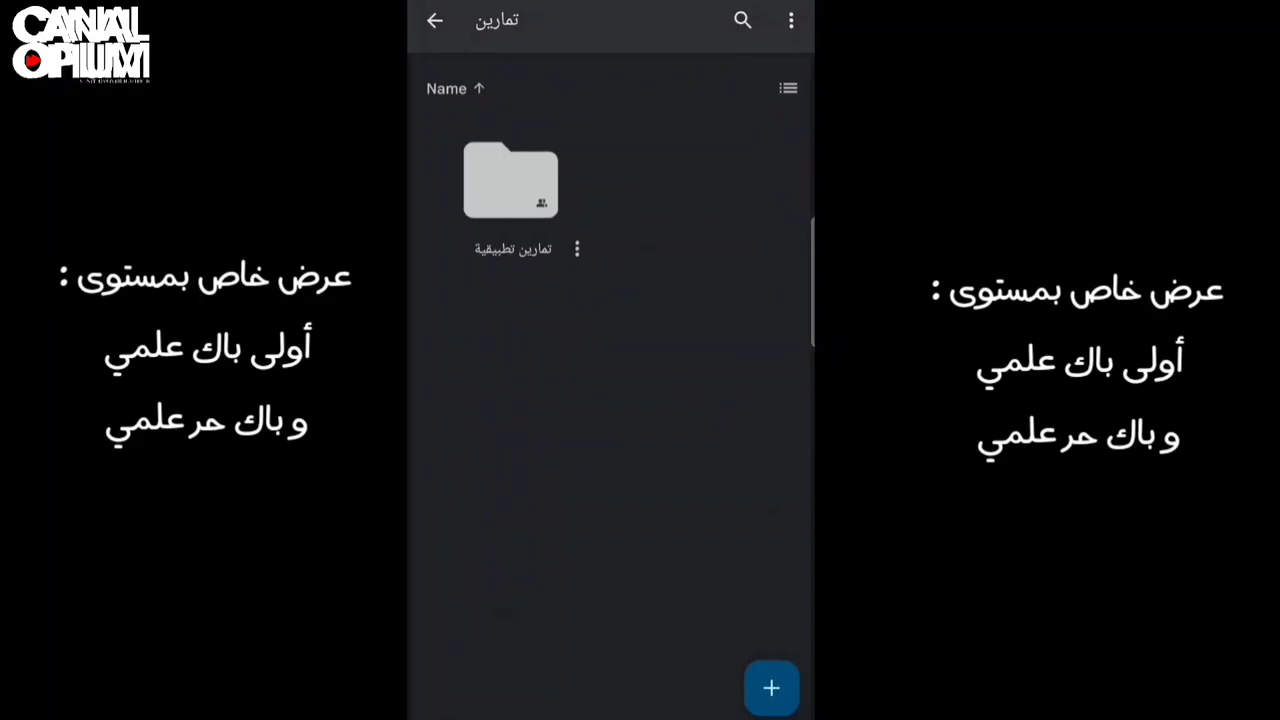 CANAL
OPIUM
تمارين
Name
تمارين تطبيقية
عرض خاص بمستوى :
أولى باك علمي
و باك حر علمي
عرض خاص بمستوى :
أولى باك علمي
و باك حر علمي